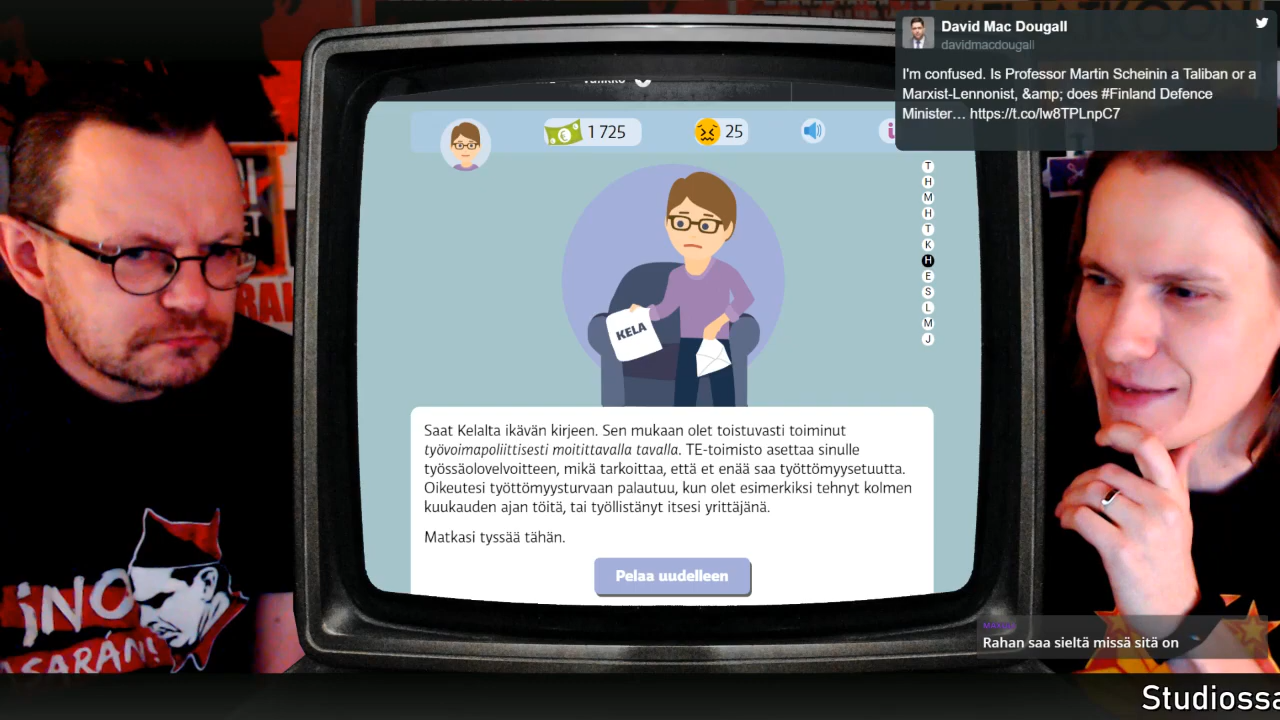 David Mac Dougall
davidmacdougall
I'm confused. Is Professor Martin Scheinin a Taliban or a
Marxist-Lennonist, &amp; does #Finland Defence
Minister… https://t.co/lw8TPLnpC7
1 725
25
T
H
M
H
T
K
H
E
S
L
M
J
KELA
Saat Kelalta ikävän kirjeen. Sen mukaan olet toistuvasti toiminut
työvoimapoliittisesti moitittavalla tavalla. TE-toimisto asettaa sinulle
työssäolovelvoitteen, mikä tarkoittaa, että et enää saa työttömyysetuutta.
Oikeutesi työttömyysturvaan palautuu, kun olet esimerkiksi tehnyt kolmen
kuukauden ajan töitä, tai työllistänyt itsesi yrittäjänä.
Matkasi tyssää tähän.
Pelaa uudelleen
¡NO
ASARÁN!
Rahan saa sieltä missä sitä on
Studiossa